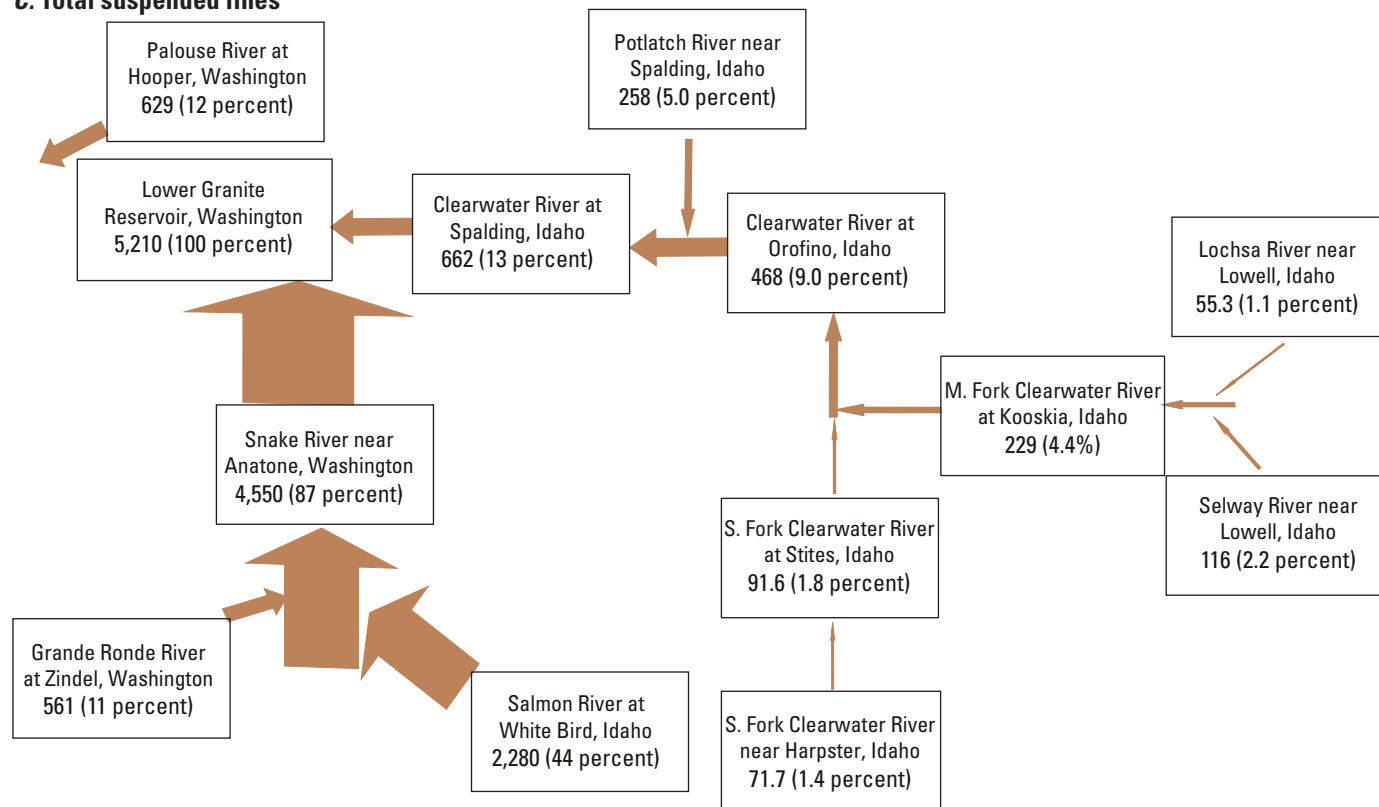 C. Total suspended fines
Palouse River at
Hooper, Washington
629 (12 percent)
Potlatch River near
Spalding, Idaho
258 (5.0 percent)
Lower Granite
Reservoir, Washington
5,210 (100 percent)
Clearwater River at
Spalding, Idaho
662 (13 percent)
Clearwater River at
Orofino, Idaho
468 (9.0 percent)
Lochsa River near
Lowell, Idaho
55.3 (1.1 percent)
M. Fork Clearwater River
at Kooskia, Idaho
229 (4.4%)
Snake River near
Anatone, Washington
4,550 (87 percent)
Selway River near
Lowell, Idaho
116 (2.2 percent)
S. Fork Clearwater River
at Stites, Idaho
91.6 (1.8 percent)
Grande Ronde River
at Zindel, Washington
561 (11 percent)
Salmon River at
White Bird, Idaho
2,280 (44 percent)
S. Fork Clearwater River
near Harpster, Idaho
71.7 (1.4 percent)